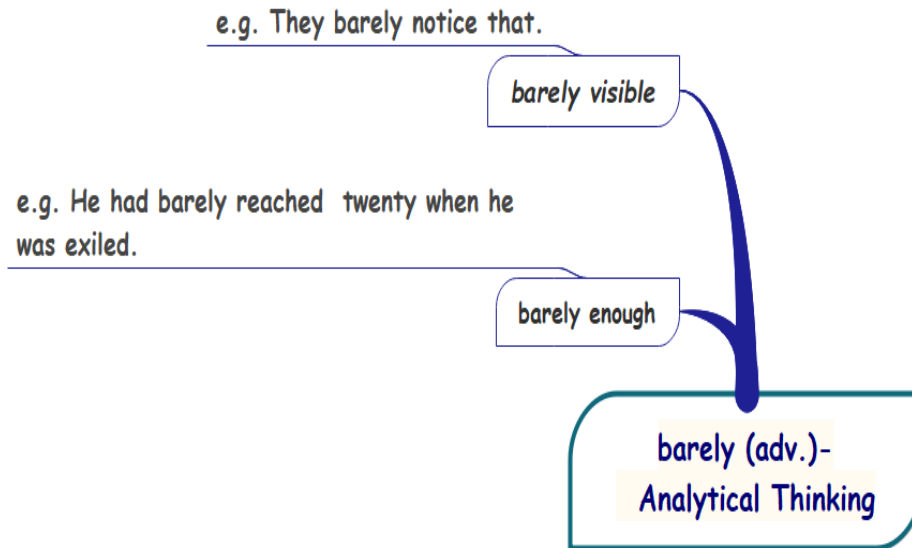 e.g. They barely notice that.
barely visible
e.g. He had barely reached twenty when he
was exiled.
barely enough
barely (adv.)-
Analytical Thinking